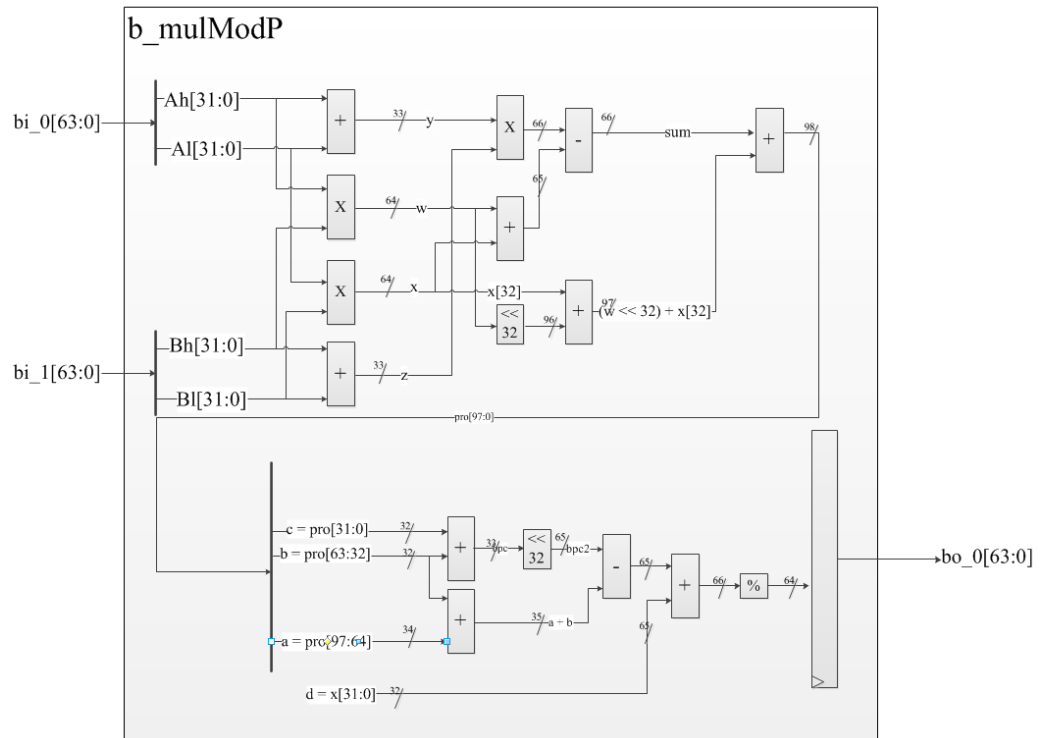 b_mulModP
bi_0[63:0]
Ah[31:0]
Al[31:0]
+
33
y
X
66
-
66
sum
+
98
X
64
w
65
+
X
64
x
x[32]
<<
32
96
+
97
(w << 32) + x[32]
bi_1[63:0]
Bh[31:0]
Bl[31:0]
+
33
z
pro[97:0]
c = pro[31:0]
32
b = pro[63:32]
32
+
33
bpc
<<
32
65
bpc2
-
65
+
66
%
64
bo_0[63:0]
+
35
a + b
a = pro[97:64]
34
65
d = x[31:0]
32